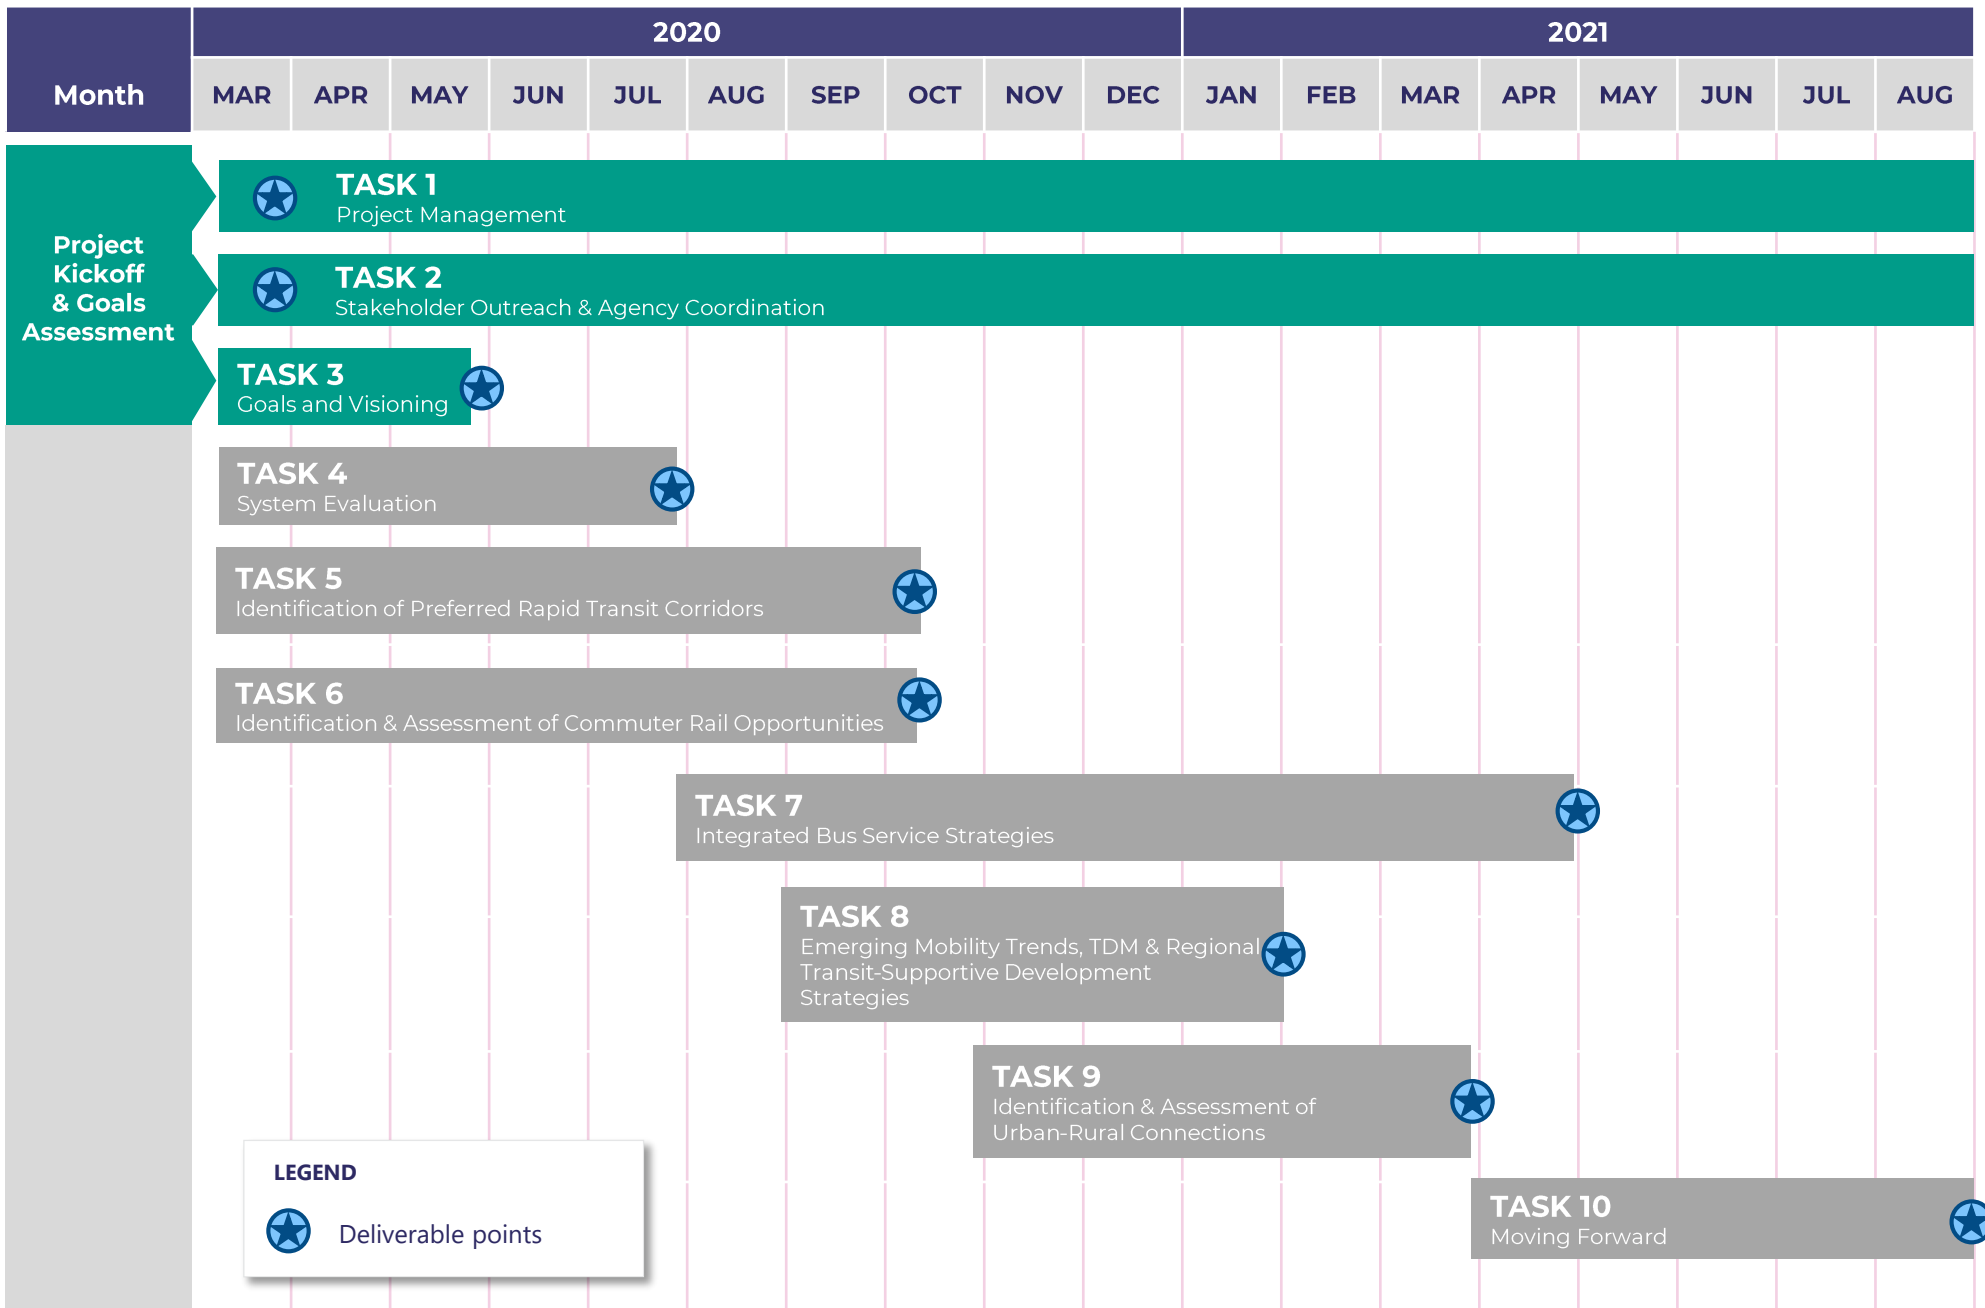 2020
2021
Month
MAR APR MAY JUN JUL AUG SEP OCT NOV DEC JAN FEB MAR APR MAY JUN JUL AUG
Project
Kickoff
& Goals
Assessment
TASK 1
Project Management
TASK 2
Stakeholder Outreach & Agency Coordination
TASK 3
Goals and Visioning
TASK 4
System Evaluation
TASK 5
Identification of Preferred Rapid Transit Corridors
TASK 6
Identification & Assessment of Commuter Rail Opportunities
TASK 7
Integrated Bus Service Strategies
TASK 8
Emerging Mobility Trends, TDM & Regional
Transit-Supportive Development
Strategies
TASK 9
Identification & Assessment of
Urban-Rural Connections
TASK 10
Moving Forward
LEGEND
Deliverable points